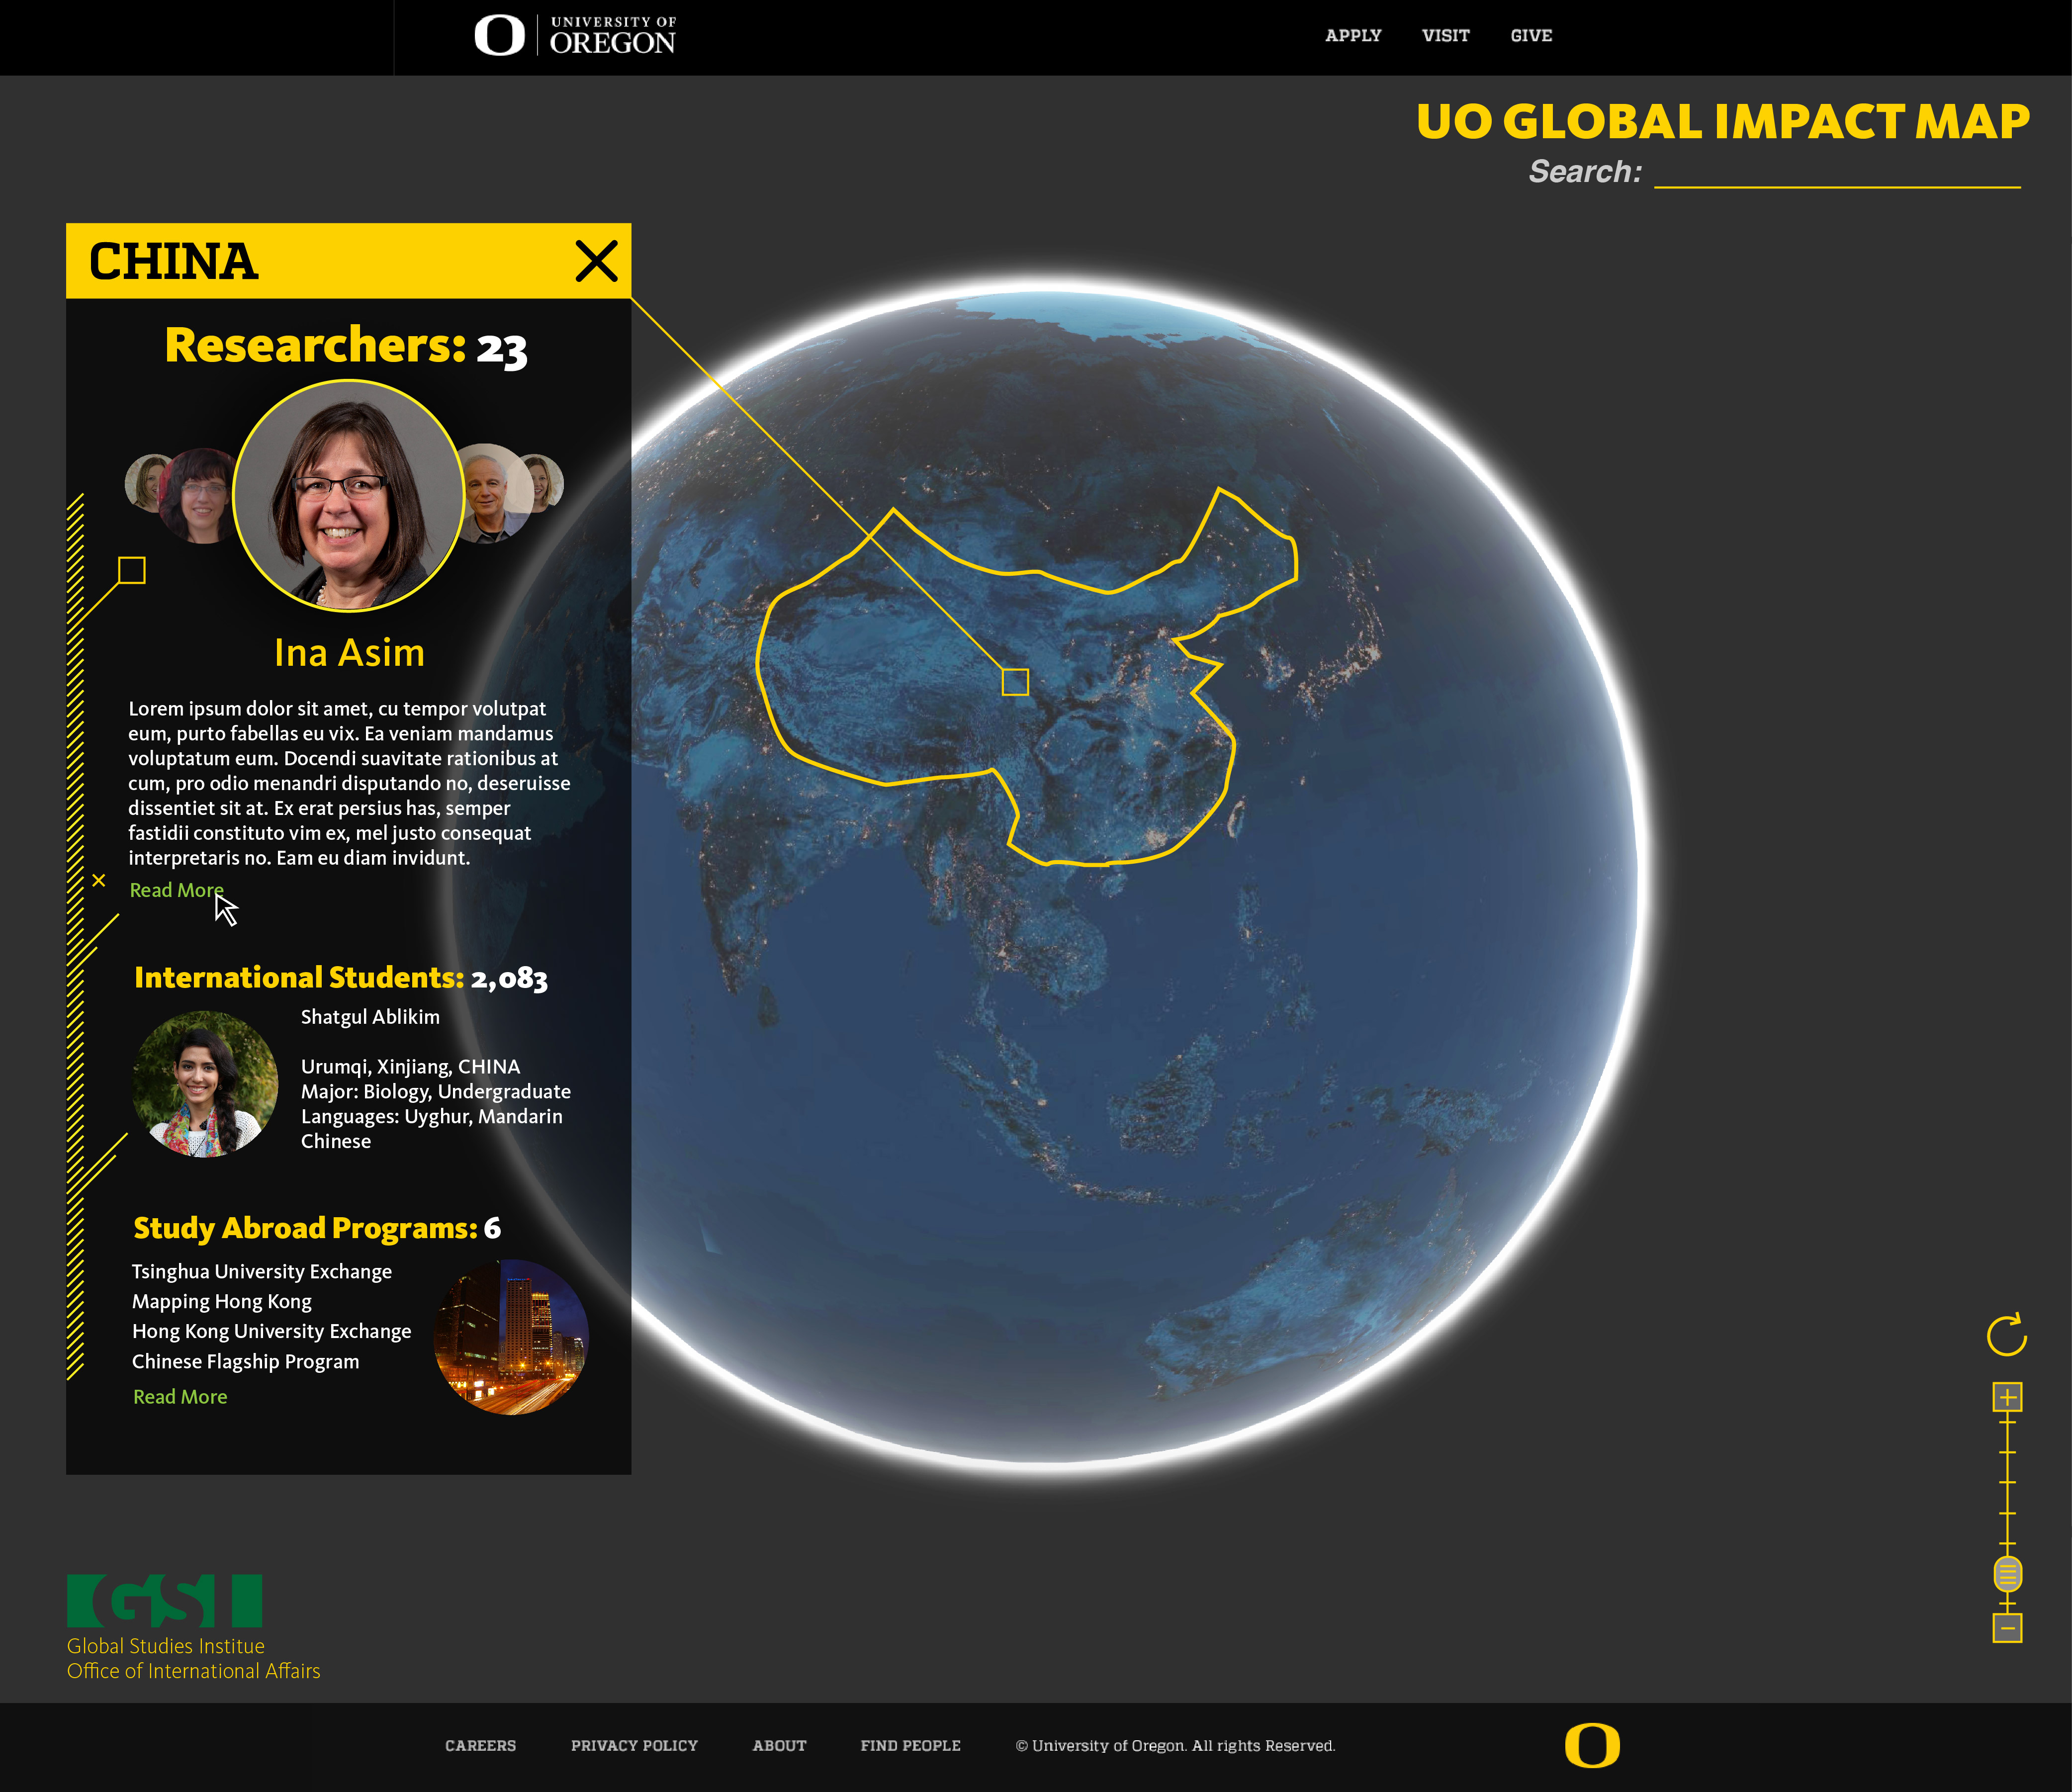 UNIVERSITY OF
OREGON
APPLY VISIT GIVE
UO GLOBAL IMPACT MAP
Search:
CHINA
Researchers: 23
Ina Asim
Lorem ipsum dolor sit amet, cu tempor volutpat
eum, purto fabellas eu vix. Ea veniam mandamus
voluptatum eum. Docendi suavitate rationibus at
cum, pro odio menandri disputando no, deseruisse
dissentiet sit at. Ex erat persius has, semper
fastidii constituto vim ex, mel justo consequat
interpretaris no. Eam eu diam invidunt.
Read More
International Students: 2,083
Shatgul Ablikim
Urumqi, Xinjiang, CHINA
Major: Biology, Undergraduate
Languages: Uyghur, Mandarin
Chinese
Study Abroad Programs: 6
Tsinghua University Exchange
Mapping Hong Kong
Hong Kong University Exchange
Chinese Flagship Program
Read More
GSI
Global Studies Institue
Office of International Affairs
CAREERS PRIVACY POLICY ABOUT FIND PEOPLE © University of Oregon. All rights Reserved.